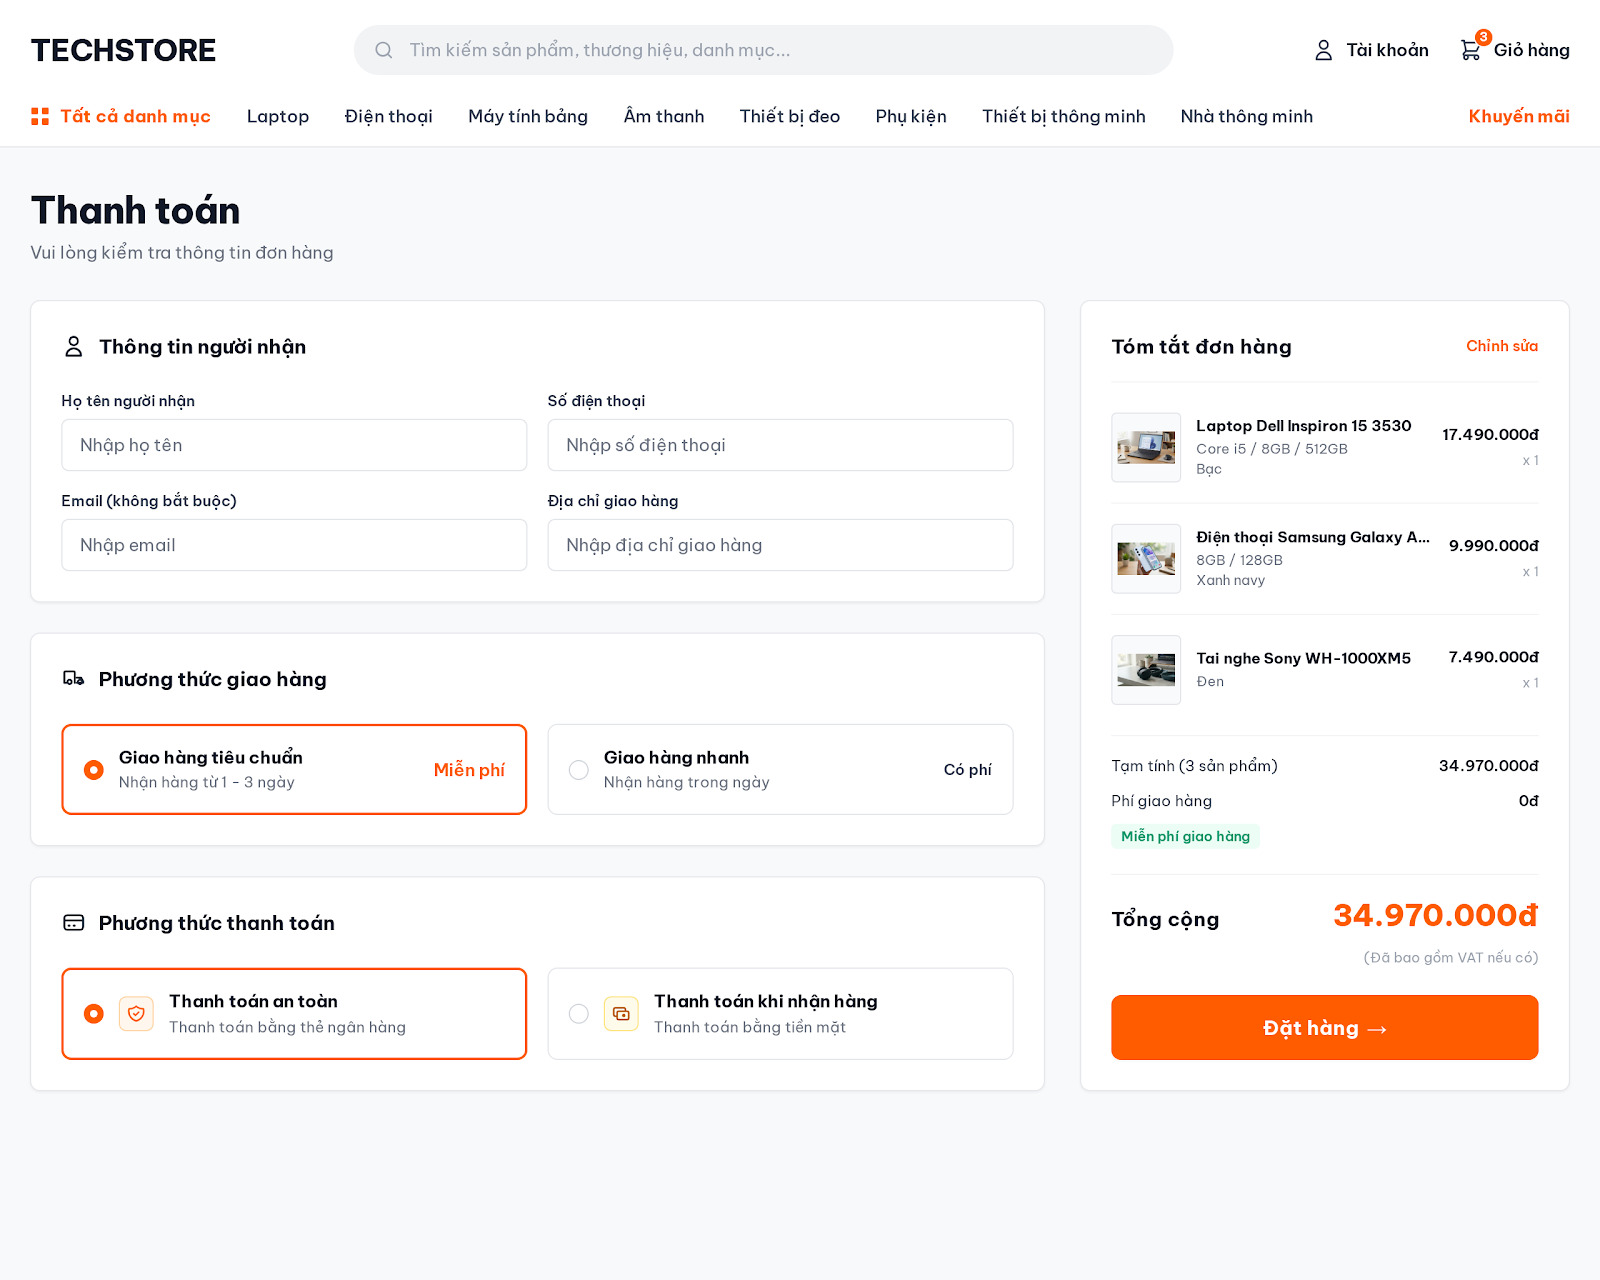 TECHSTORE
Tìm kiếm sản phẩm, thương hiệu, danh mục...
Tài khoản
3
Giỏ hàng
Tất cả danh mục
Laptop
Điện thoại
Máy tính bảng
Âm thanh
Thiết bị đeo
Phụ kiện
Thiết bị thông minh
Nhà thông minh
Khuyến mãi
Thanh toán
Vui lòng kiểm tra thông tin đơn hàng
Thông tin người nhận
Họ tên người nhận
Nhập họ tên
Số điện thoại
Nhập số điện thoại
Email (không bắt buộc)
Nhập email
Địa chỉ giao hàng
Nhập địa chỉ giao hàng
Phương thức giao hàng
Giao hàng tiêu chuẩn
Nhận hàng từ 1 - 3 ngày
Miễn phí
Giao hàng nhanh
Nhận hàng trong ngày
Có phí
Phương thức thanh toán
Thanh toán an toàn
Thanh toán bằng thẻ ngân hàng
Thanh toán khi nhận hàng
Thanh toán bằng tiền mặt
Tóm tắt đơn hàng
Chỉnh sửa
Laptop Dell Inspiron 15 3530
Core i5 / 8GB / 512GB
Bạc
17.490.000đ
x 1
Điện thoại Samsung Galaxy A...
8GB / 128GB
Xanh navy
9.990.000đ
x 1
Tai nghe Sony WH-1000XM5
Đen
7.490.000đ
x 1
Tạm tính (3 sản phẩm)
34.970.000đ
Phí giao hàng
0đ
Miễn phí giao hàng
Tổng cộng
34.970.000đ
(Đã bao gồm VAT nếu có)
Đặt hàng →